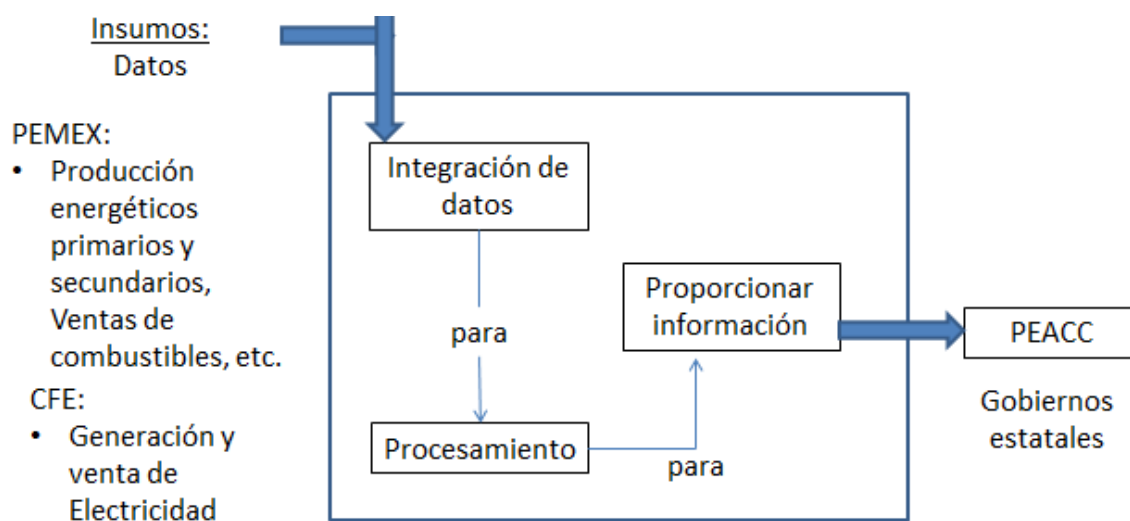 Insumos:
Datos
PEMEX:
• Producción
energéticos
primarios y
secundarios,
Ventas de
combustibles, etc.
CFE:
• Generación y
venta de
Electricidad
Integración de
datos
para
Procesamiento
para
Proporcionar
información
PEACC
Gobiernos
estatales